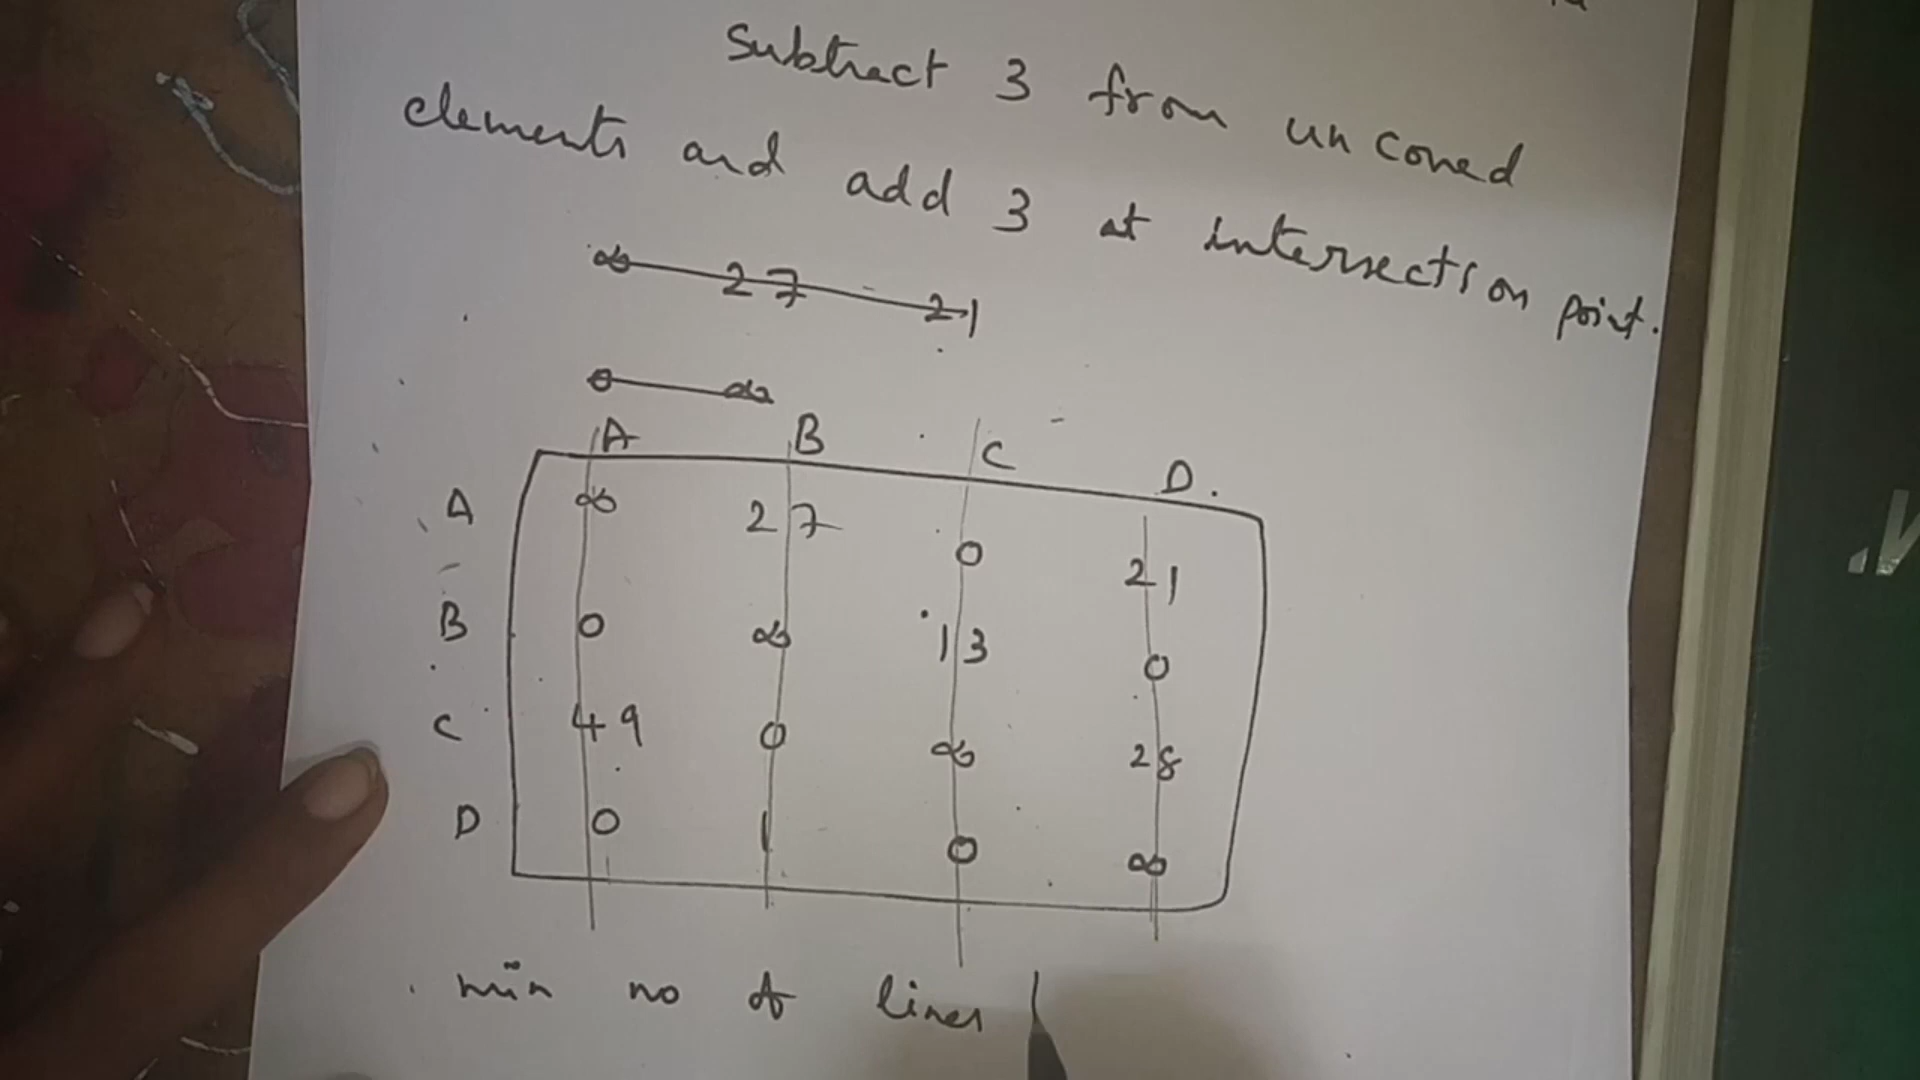 Subtract 3 from uncoved
elements and add 3 at intersection point.
∞ 27 21
0 ∞
A B C D.
A ∞ 27 0 21
B 0 ∞ 13 0
C 49 0 ∞ 28
D 0 1 0 ∞
min no of lines